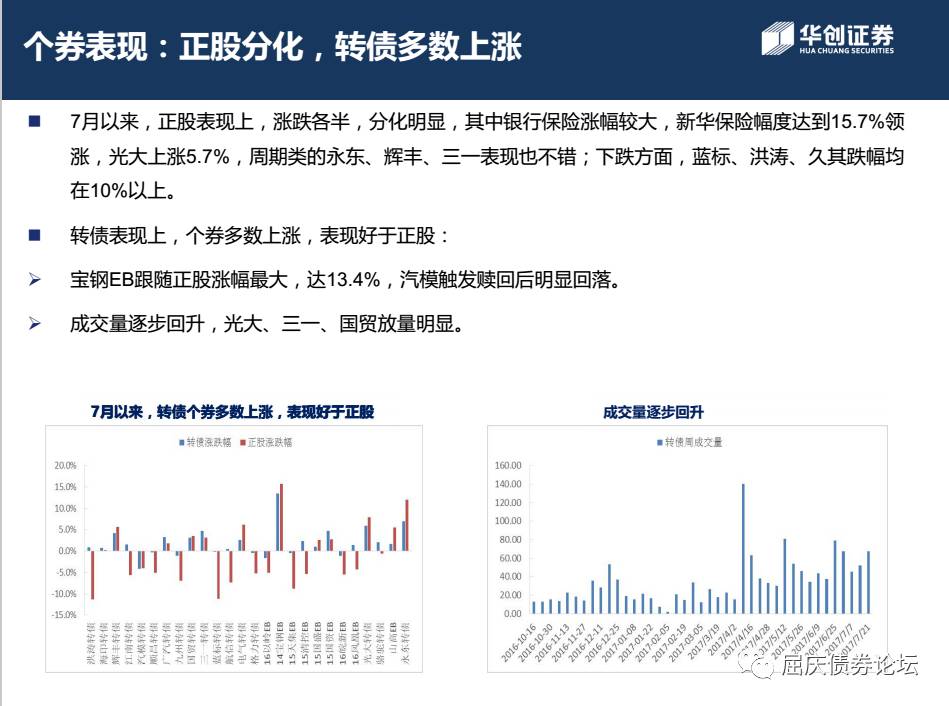 个券表现：正股分化，转债多数上涨
华创证券
HUA CHUANG SECURITIES
7月以来，正股表现上，涨跌各半，分化明显，其中银行保险涨幅较大，新华保险幅度达到15.7%领
涨，光大上涨5.7%，周期类的永东、辉丰、三一表现也不错；下跌方面，蓝标、洪涛、久其跌幅均
在10%以上。
转债表现上，个券多数上涨，表现好于正股：
宝钢EB跟随正股涨幅最大，达13.4%，汽模触发赎回后明显回落。
成交量逐步回升，光大、三一、国贸放量明显。
7月以来，转债个券多数上涨，表现好于正股
转债涨跌幅 正股涨跌幅
20.0%
15.0%
10.0%
5.0%
0.0%
-5.0%
-10.0%
-15.0%
洪涛转债
海印转债
辉丰转债
江南转债
汽模转债
顺昌转债
广汽转债
九州转债
国贸转债
三一转债
蓝标转债
航信转债
电气转债
格力转债
16以岭EB
14宝钢EB
15天集EB
15清控EB
15国盛EB
15国资EB
16皖新EB
16凤凰EB
光大转债
骆驼转债
山高EB
永东转债
成交量逐步回升
转债周成交量
160.00
140.00
120.00
100.00
80.00
60.00
40.00
20.00
0.00
2016-10-16
2016-10-30
2016-11-13
2016-11-27
2016-12-11
2016-12-25
2017-01-08
2017-01-22
2017-02-05
2017-02-19
2017-03-05
2017/3/19
2017/4/2
2017/4/16
2017/4/28
2017/5/12
2017/5/26
2017/6/9
2017/6/25
2017/7/7
2017/7/21
屈庆债券论坛